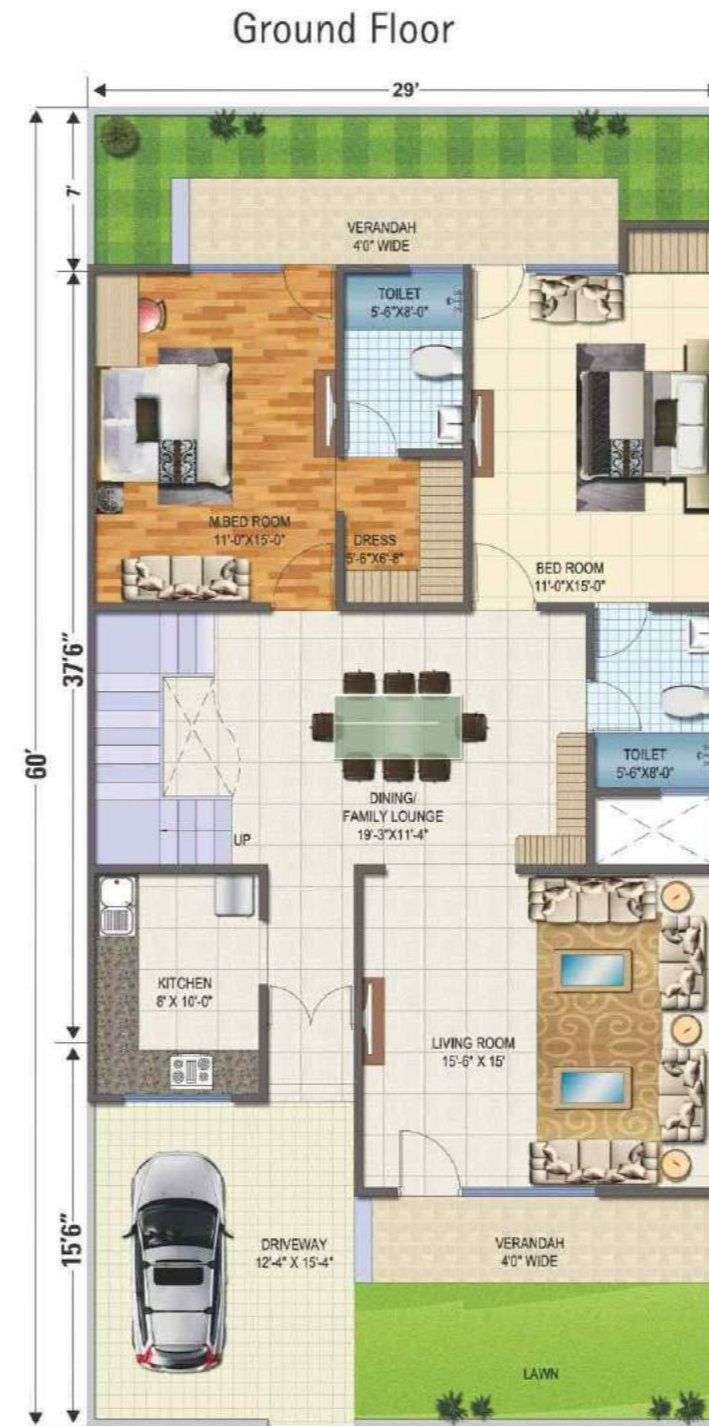 Ground Floor
29'
7'
VERANDAH
4'0" WIDE
TOILET
5'-6"X8'-0"
M.BED ROOM
11'-0"X15'-0"
DRESS
5'-6"X6'-8"
BED ROOM
11'-0"X15'-0"
37'6"
60'
TOILET
5'-6"X8'-0"
DINING/
FAMILY LOUNGE
19'-3"X11'-4"
UP
KITCHEN
8' X 10'-0"
LIVING ROOM
15'-6" X 15'
15'6"
DRIVEWAY
12'-4" X 15'-4"
VERANDAH
4'0" WIDE
LAWN